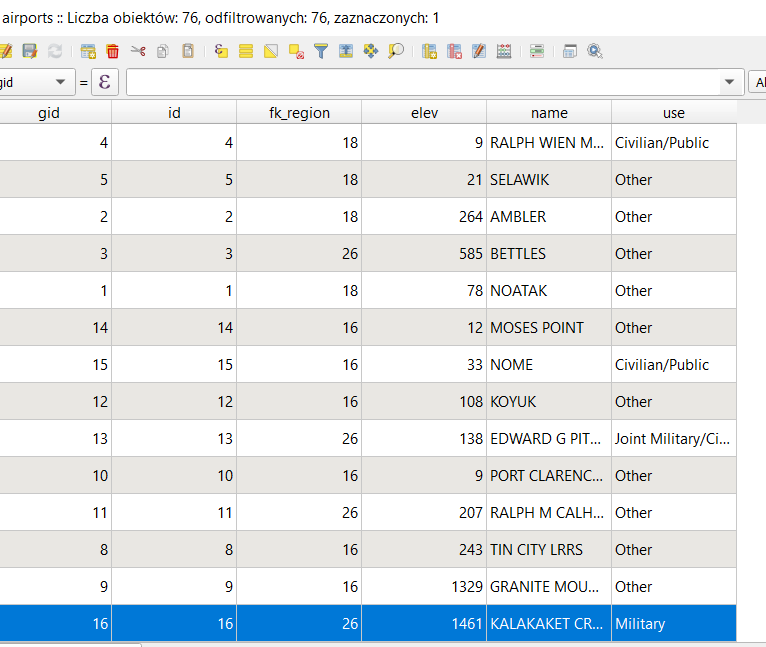 airports :: Liczba obiektów: 76, odfiltrowanych: 76, zaznaczonych: 1
gid = ε Al
gid id fk_region elev name use
4 4 18 9 RALPH WIEN M... Civilian/Public
5 5 18 21 SELAWIK Other
2 2 18 264 AMBLER Other
3 3 26 585 BETTLES Other
1 1 18 78 NOATAK Other
14 14 16 12 MOSES POINT Other
15 15 16 33 NOME Civilian/Public
12 12 16 108 KOYUK Other
13 13 26 138 EDWARD G PIT... Joint Military/Ci...
10 10 16 9 PORT CLARENC... Other
11 11 26 207 RALPH M CALH... Other
8 8 16 243 TIN CITY LRRS Other
9 9 16 1329 GRANITE MOU... Other
16 16 26 1461 KALAKAKET CR... Military